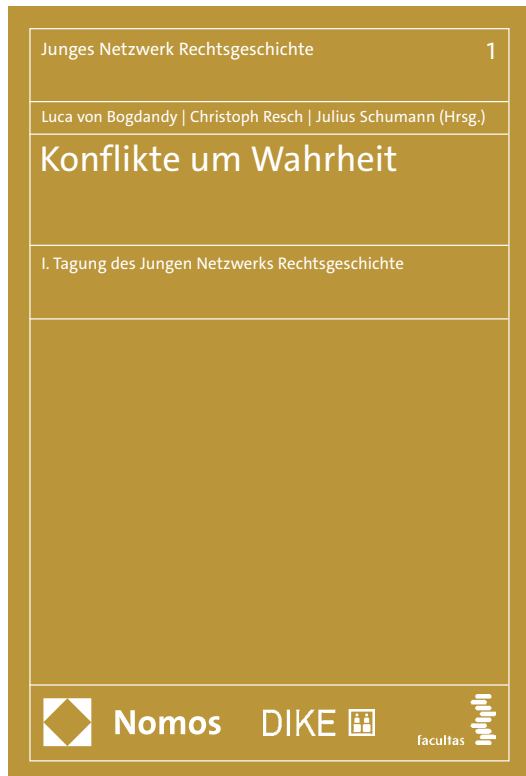 Junges Netzwerk Rechtsgeschichte 1
Luca von Bogdandy | Christoph Resch | Julius Schumann (Hrsg.)
Konflikte um Wahrheit
I. Tagung des Jungen Netzwerks Rechtsgeschichte
Nomos DIKE facultas